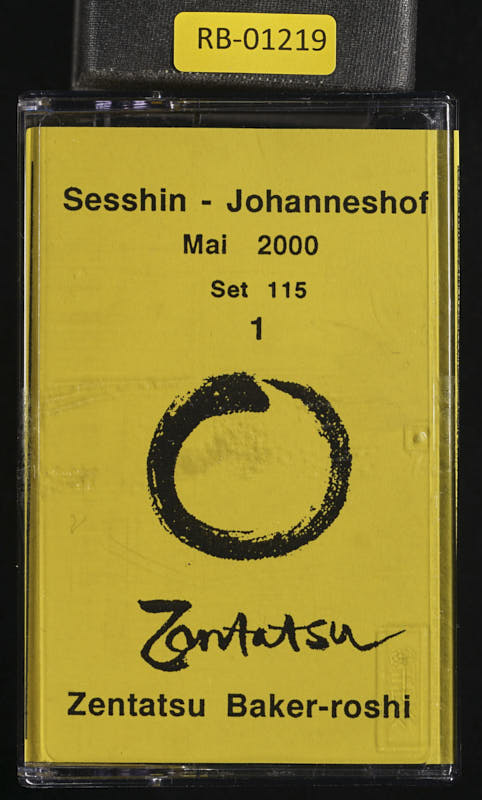 RB-01219
Sesshin - Johanneshof
Mai 2000
Set 115
1
Zentatsu
Zentatsu Baker-roshi